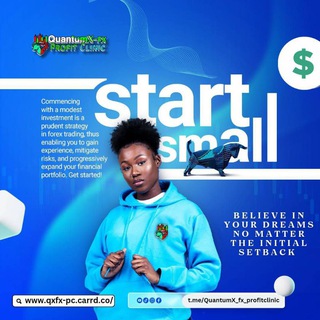 QuantumX-fx
PROFIT CLINIC
$
start
small
Commencing
with a modest
investment is a
prudent strategy
in forex trading, thus
enabling you to gain
experience, mitigate
risks, and progressively
expand your financial
portfolio. Get started!
BELIEVE IN
YOUR DREAMS
NO MATTER
THE INITIAL
SETBACK
www.qxfx-pc.carrd.co/
t.me/QuantumX_fx_profitclinic